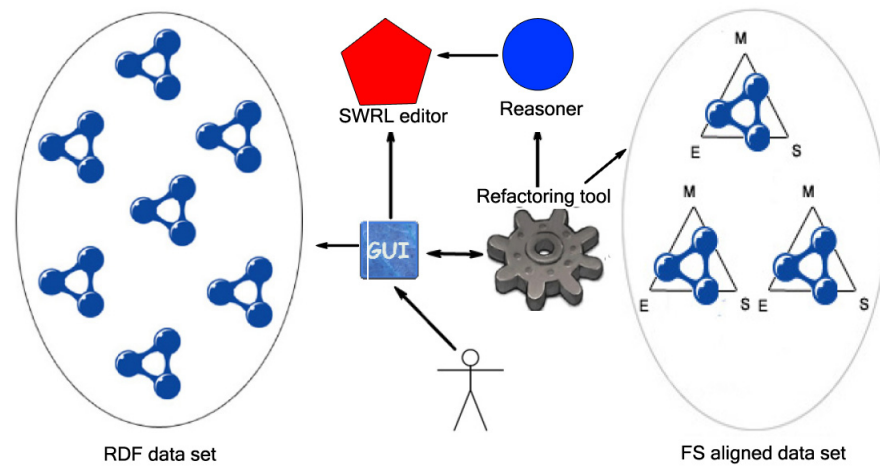 M
SWRL editor
Reasoner
E
S
Refactoring tool
M
M
GUI
E
S
E
S
RDF data set
FS aligned data set